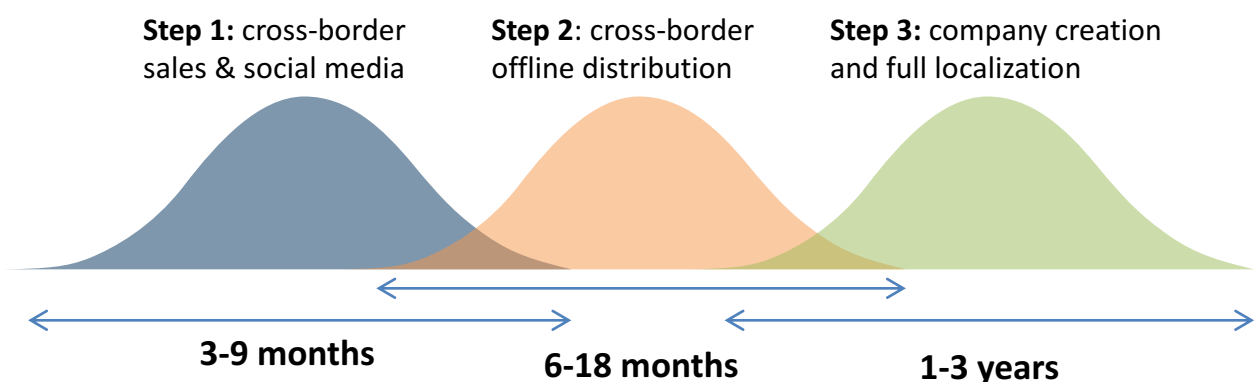 Step 1: cross-border
sales & social media
Step 2: cross-border
offline distribution
Step 3: company creation
and full localization
3-9 months
6-18 months
1-3 years